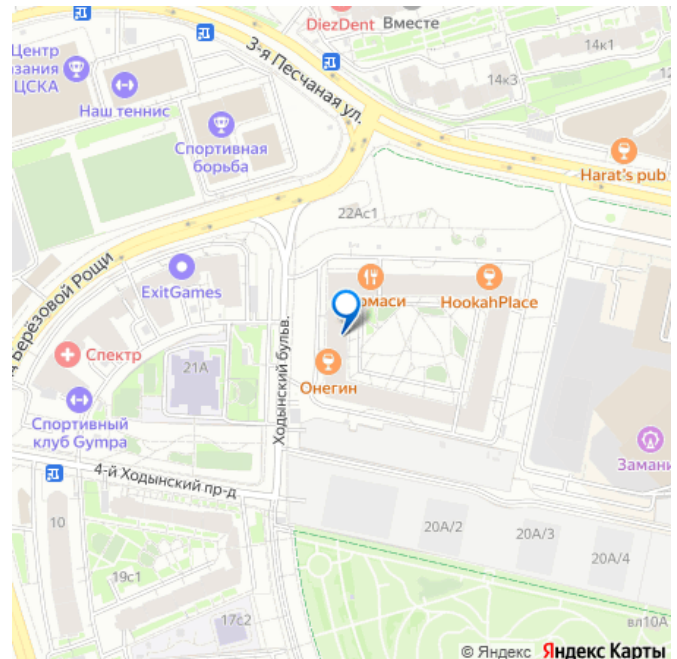 DiezDent
Вместе
14к1
Центр
ЦСКА
3-я Песчаная ул.
14к3
Наш теннис
Спортивная
борьба
Harat's pub
22Ас1
ExitGames
HookahPlace
Берёзовой Рощи
Спектр
21А
Онегин
Ходынский бульв.
Спортивный
клуб Gympa
4-й Ходынский пр-д
10
20А/2
20А/3
20А/4
19с1
17с2
вл10А
© Яндекс Яндекс Карты